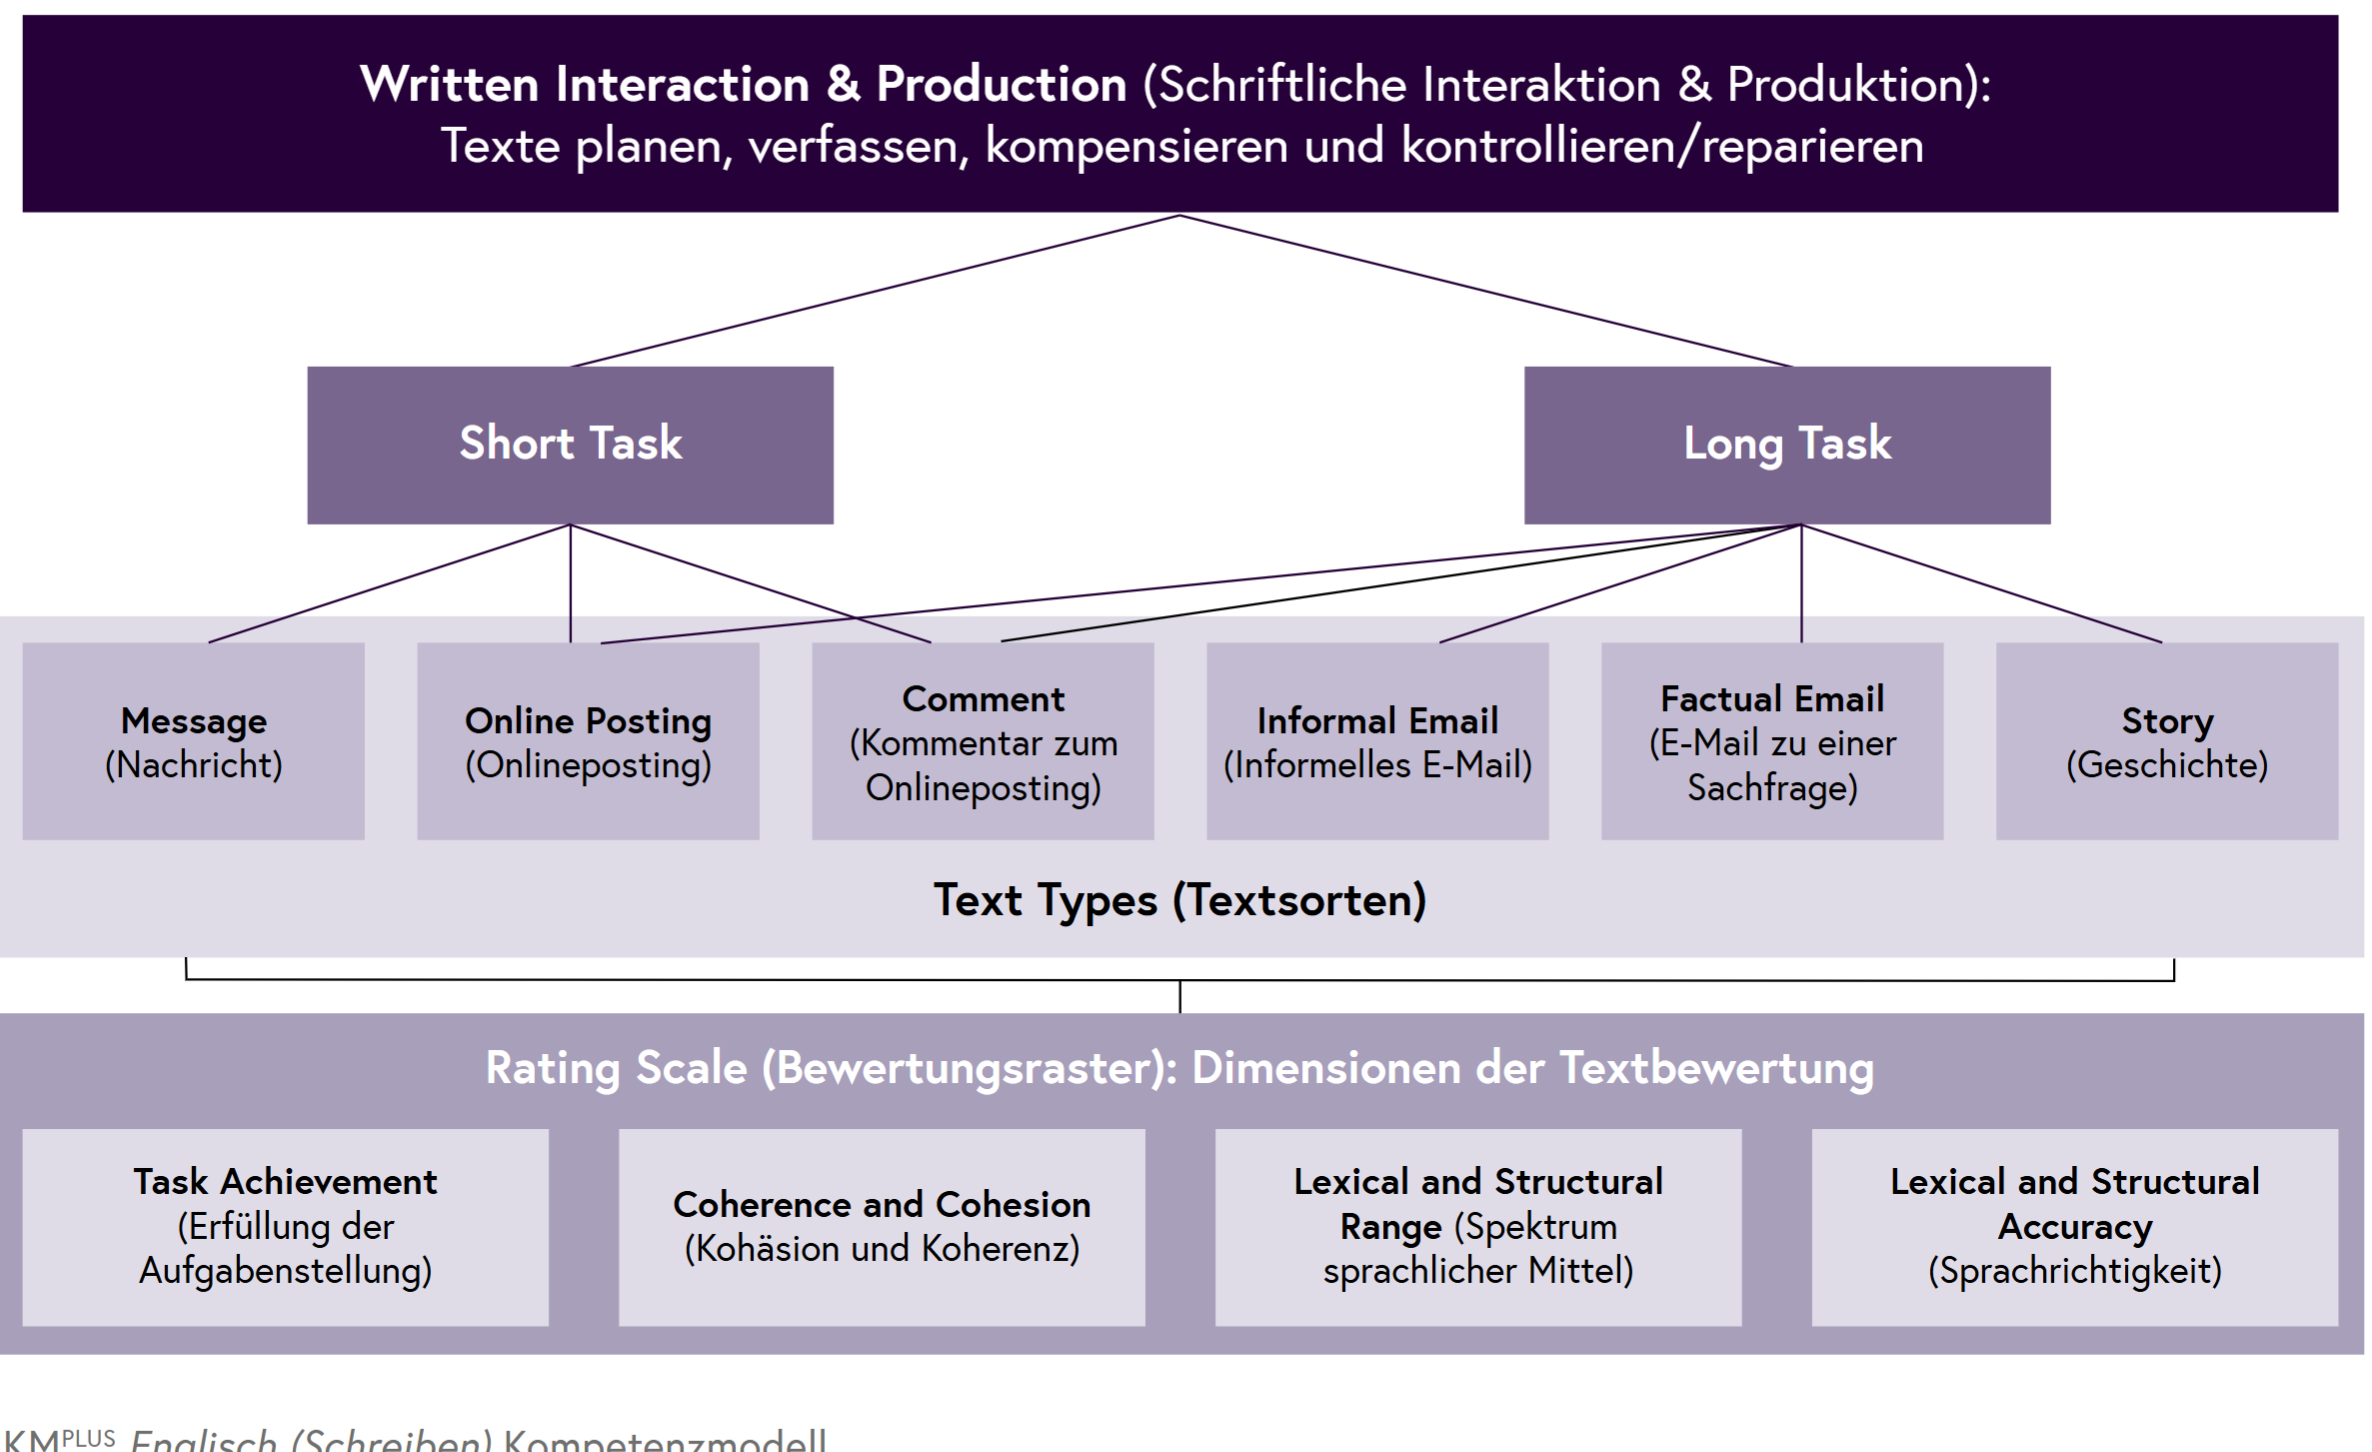 Written Interaction & Production (Schriftliche Interaktion & Produktion):
Texte planen, verfassen, kompensieren und kontrollieren/reparieren
Short Task
Long Task
Message
(Nachricht)
Online Posting
(Onlineposting)
Comment
(Kommentar zum
Onlineposting)
Informal Email
(Informelles E-Mail)
Factual Email
(E-Mail zu einer
Sachfrage)
Story
(Geschichte)
Text Types (Textsorten)
Rating Scale (Bewertungsraster): Dimensionen der Textbewertung
Task Achievement
(Erfüllung der
Aufgabenstellung)
Coherence and Cohesion
(Kohäsion und Koherenz)
Lexical and Structural
Range (Spektrum
sprachlicher Mittel)
Lexical and Structural
Accuracy
(Sprachrichtigkeit)
KMPLUS Englisch (Schreiben) Kompetenzmodell